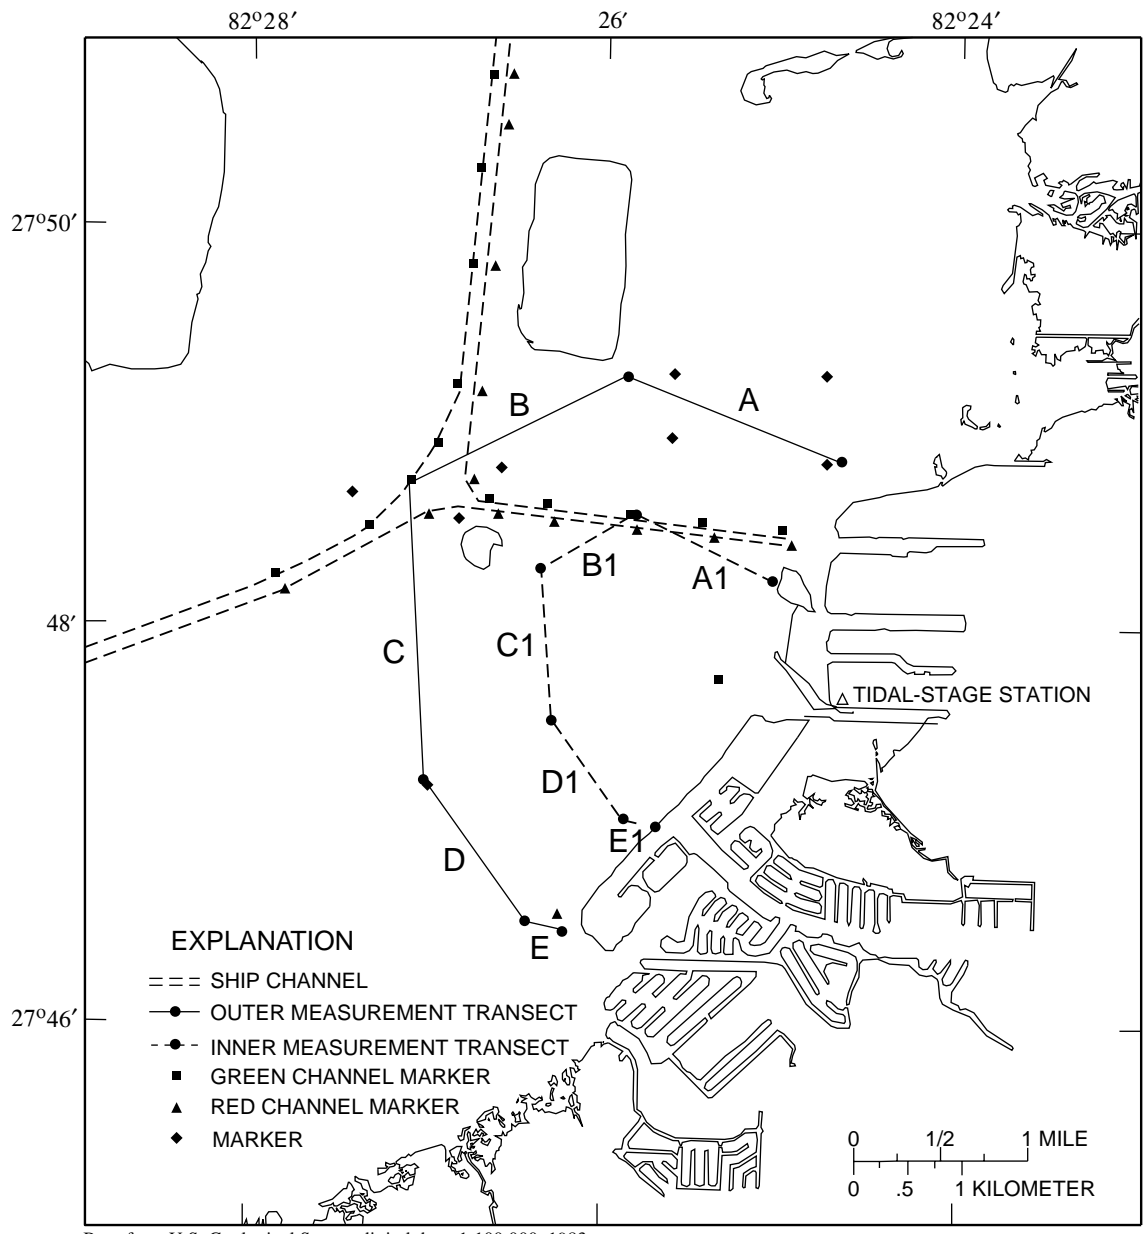 82°28′ 26′ 82°24′
27°50′
A
B
B1
A1
48′
C
C1
TIDAL-STAGE STATION
D1
E1
D
E
27°46′
EXPLANATION
SHIP CHANNEL
OUTER MEASUREMENT TRANSECT
INNER MEASUREMENT TRANSECT
GREEN CHANNEL MARKER
RED CHANNEL MARKER
MARKER
0 1/2 1 MILE
0 .5 1 KILOMETER